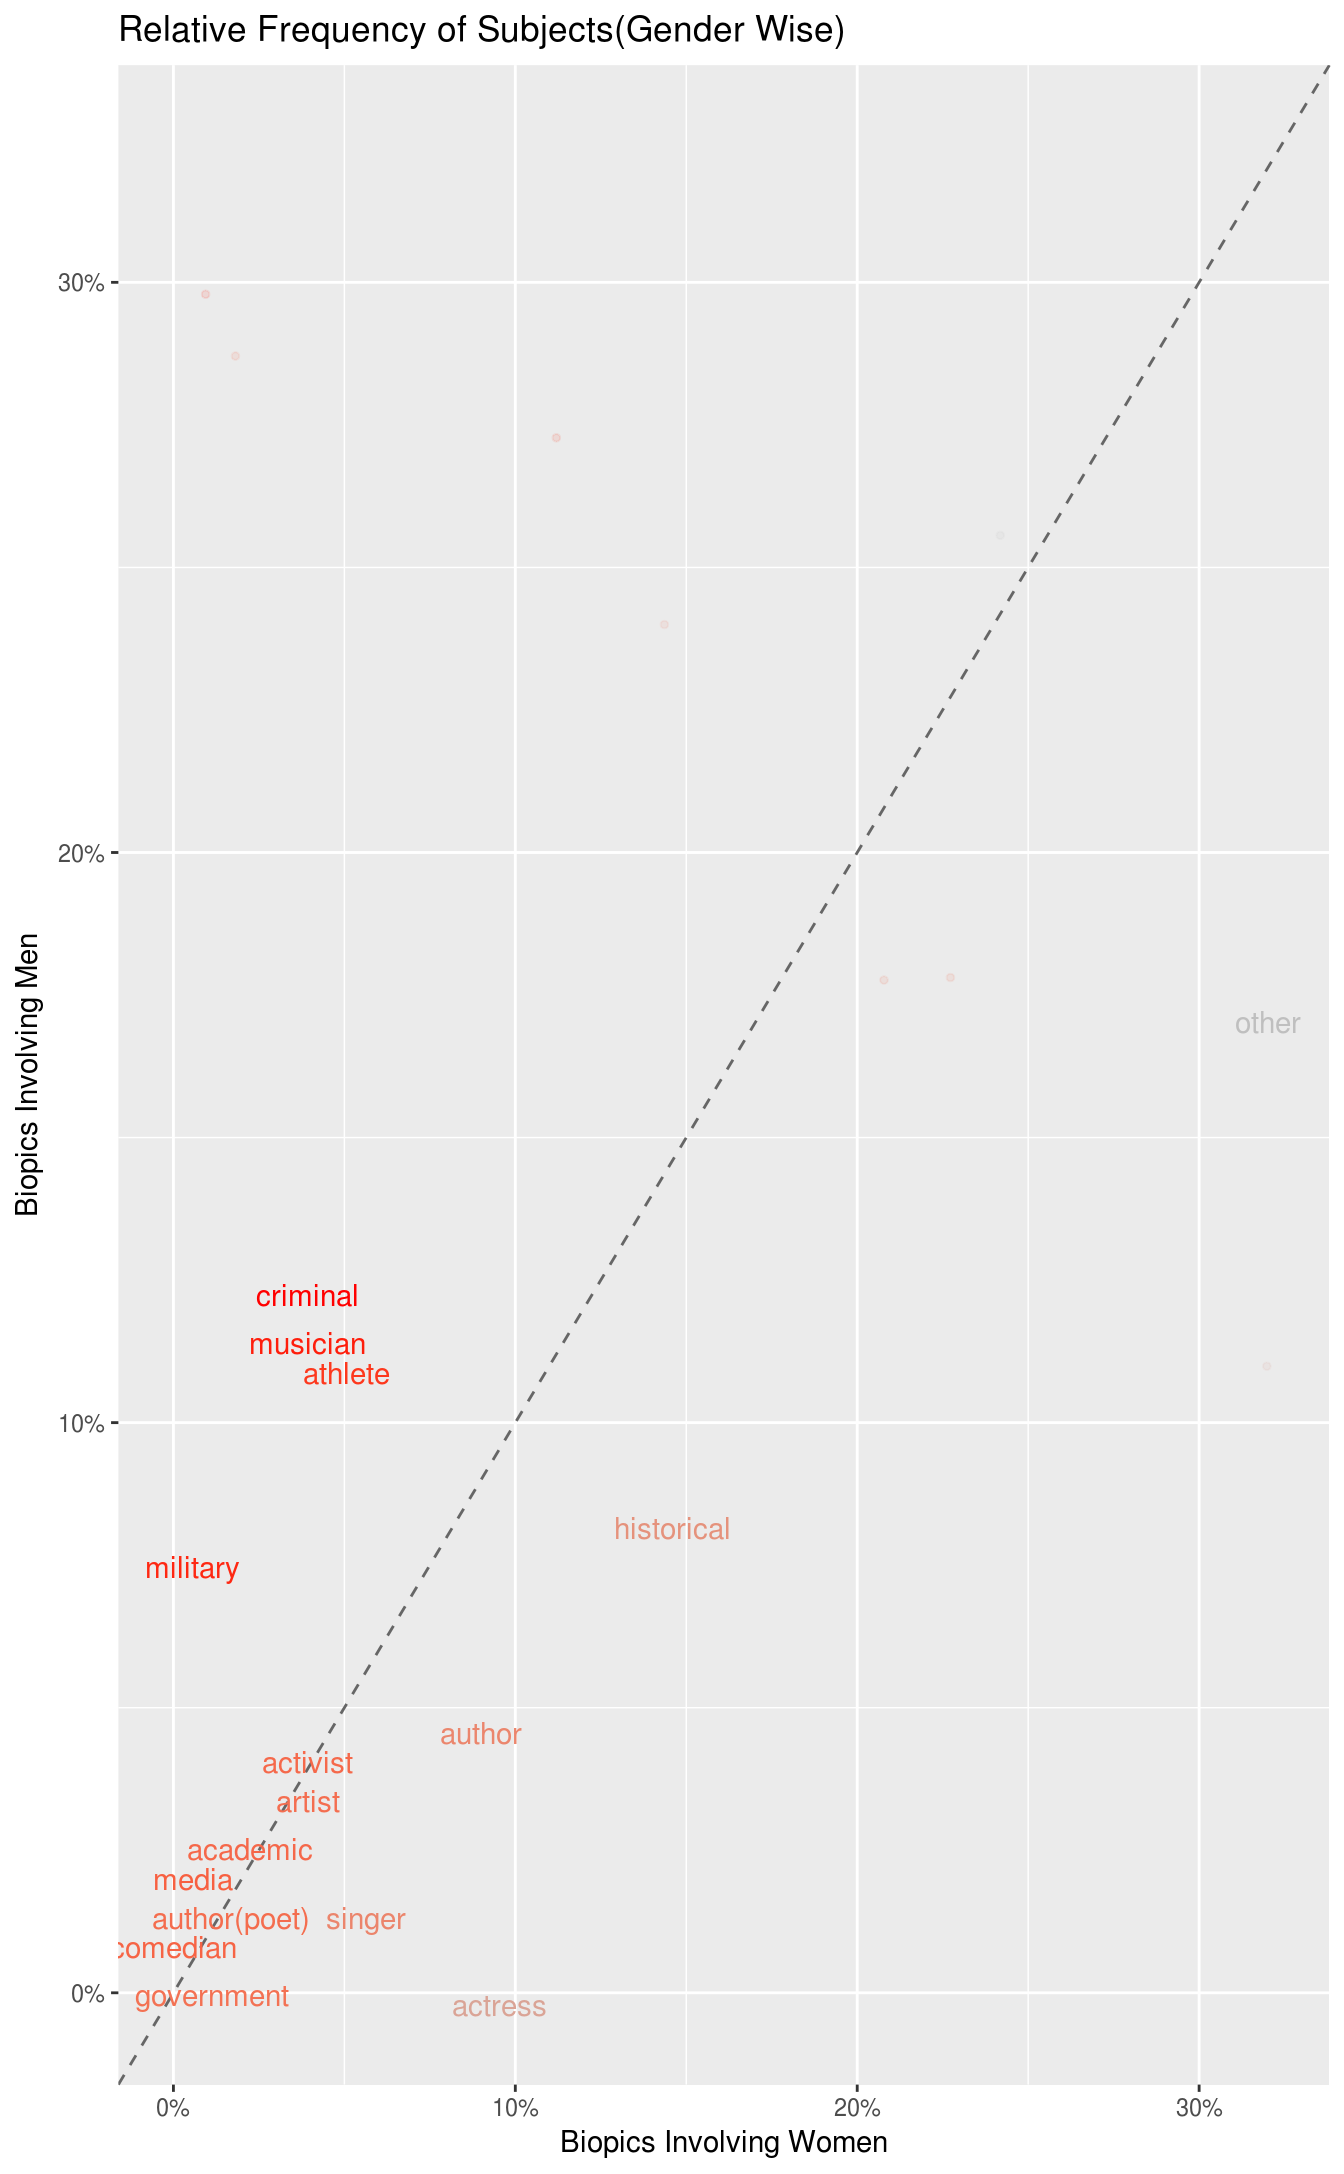 Relative Frequency of Subjects(Gender Wise)
30%
20%
other
Biopics Involving Men
criminal
musician
athlete
10%
historical
military
author
activist
artist
academic
media
author(poet) singer
comedian
0%
government
actress
0% 10% 20% 30%
Biopics Involving Women